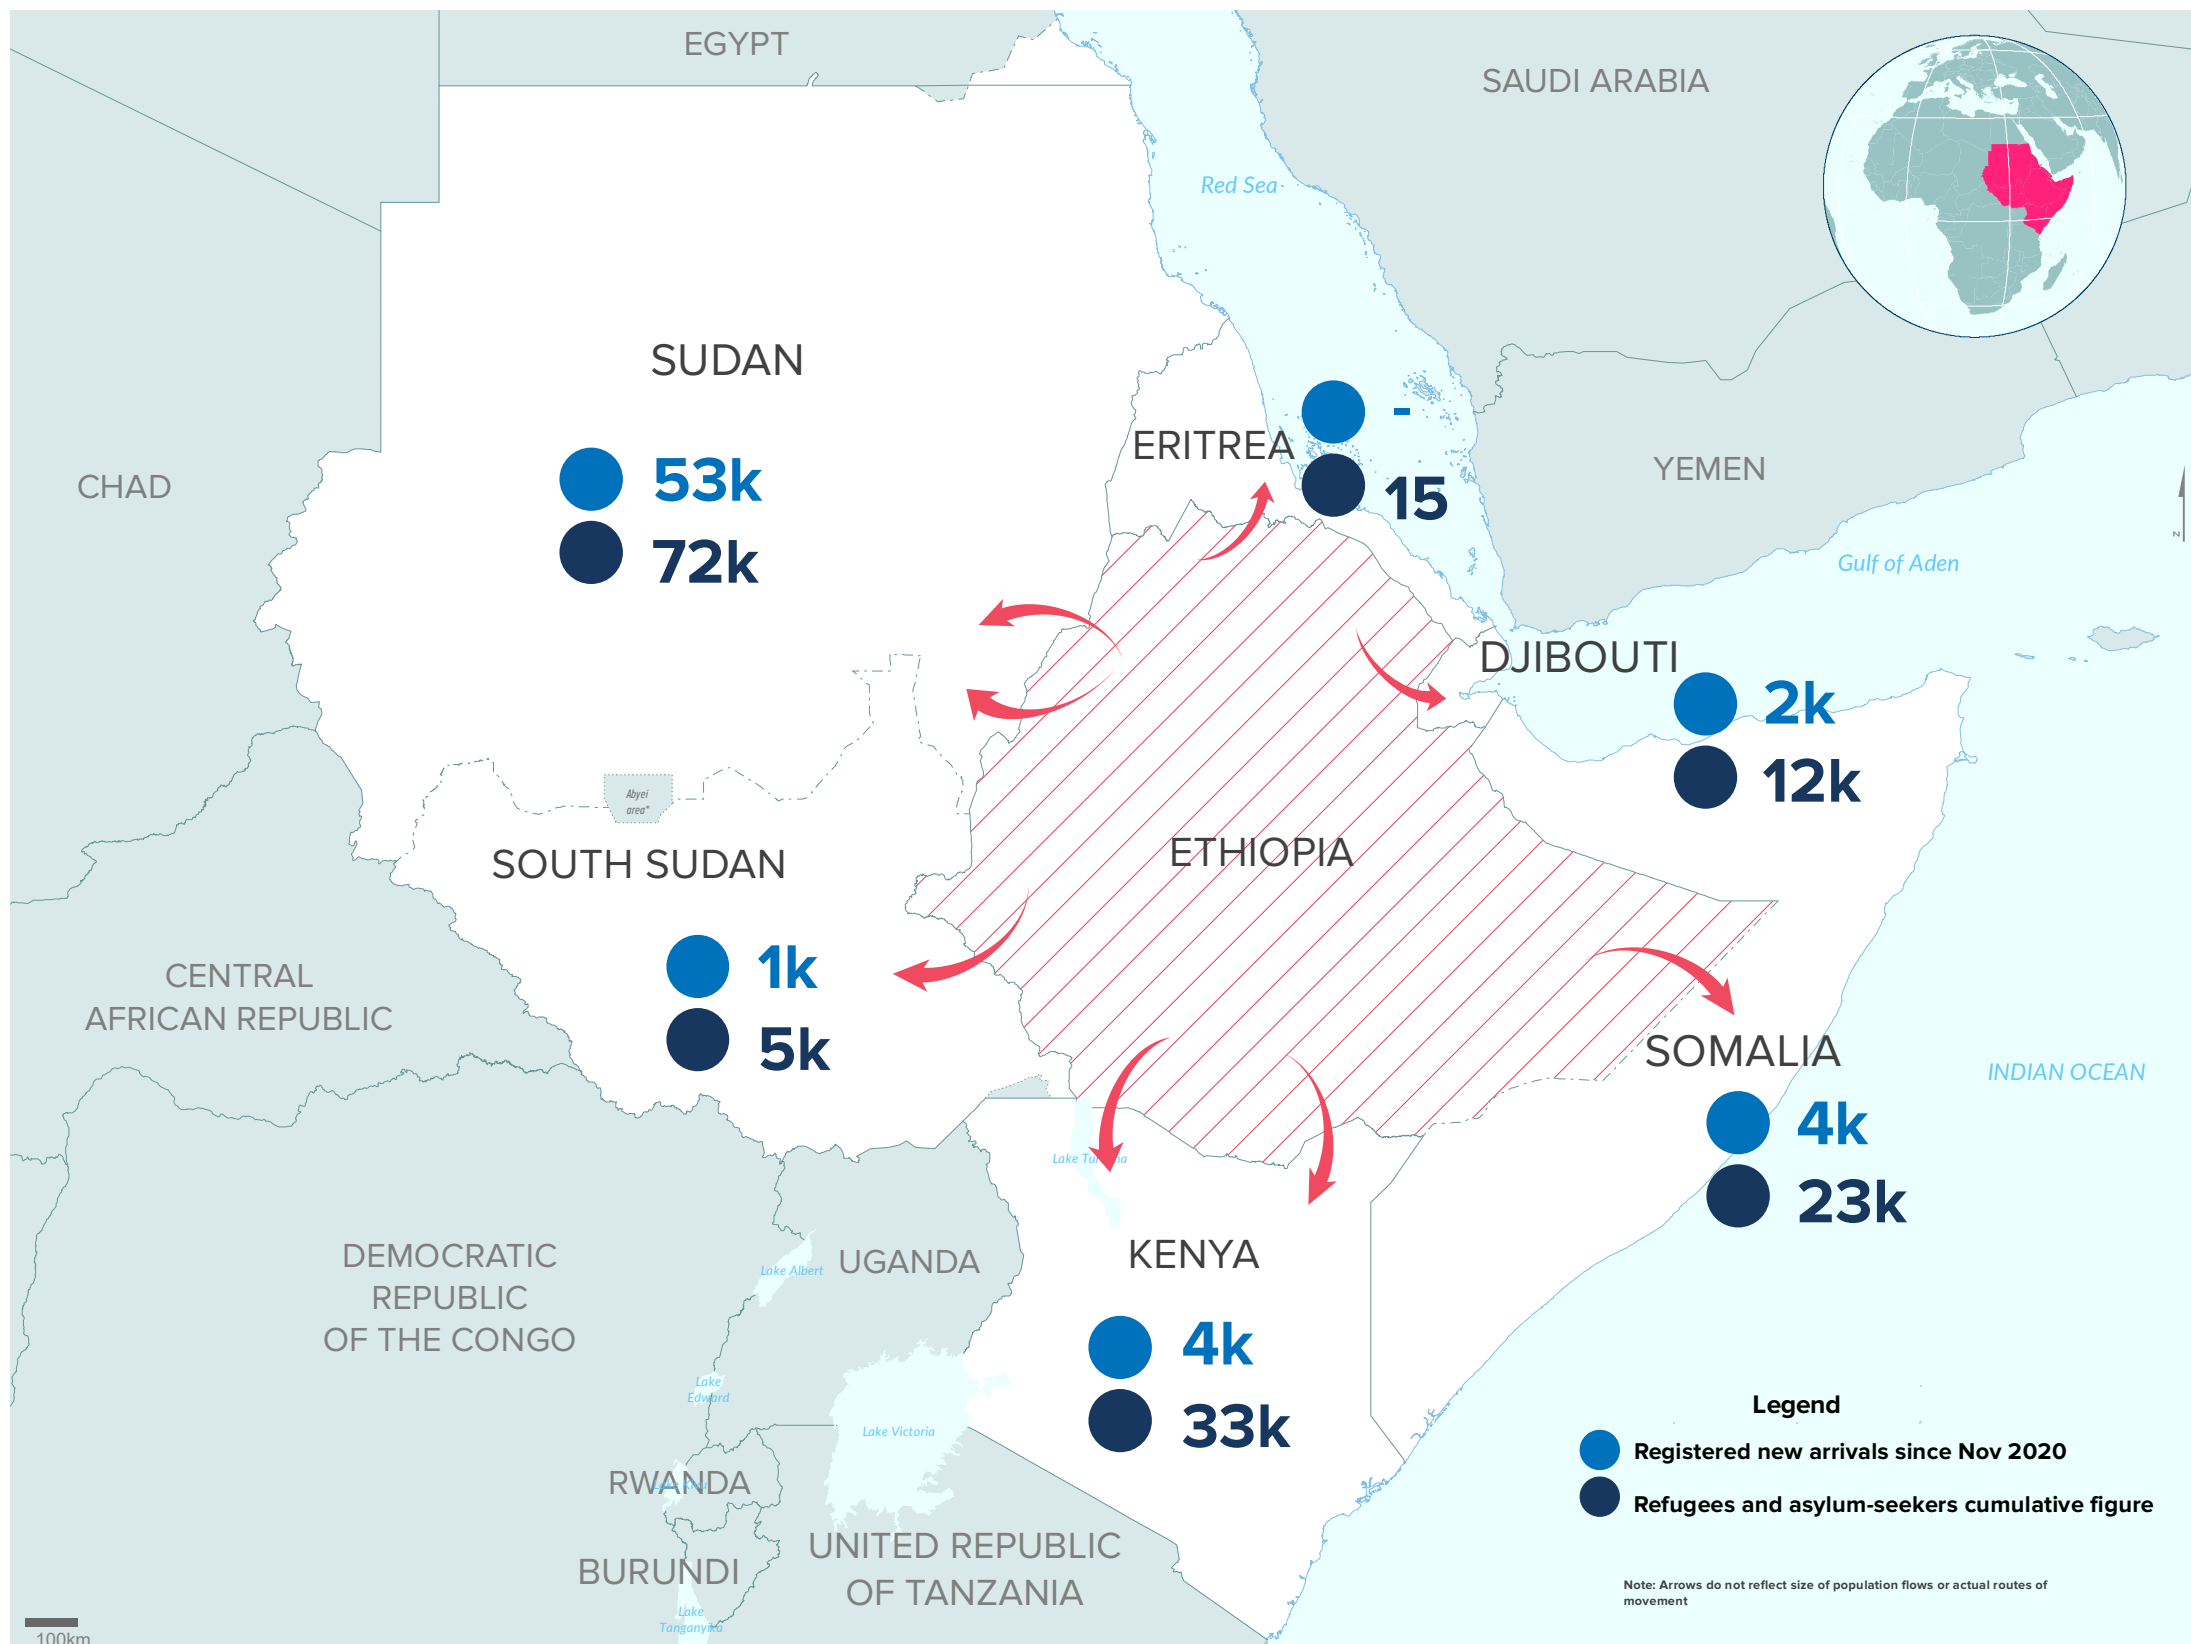 EGYPT
SAUDI ARABIA
Red Sea
SUDAN
53k
72k
ERITREA
-
15
CHAD
YEMEN
Gulf of Aden
N
DJIBOUTI
2k
12k
Abyei
area*
SOUTH SUDAN
1k
5k
ETHIOPIA
CENTRAL
AFRICAN REPUBLIC
SOMALIA
4k
23k
INDIAN OCEAN
KENYA
4k
33k
DEMOCRATIC
REPUBLIC
OF THE CONGO
Lake Albert
UGANDA
Lake
Edward
Lake Victoria
RWANDA
BURUNDI
UNITED REPUBLIC
OF TANZANIA
Lake
Tanganyika
100km
Legend
Registered new arrivals since Nov 2020
Refugees and asylum-seekers cumulative figure
Note: Arrows do not reflect size of population flows or actual routes of
movement